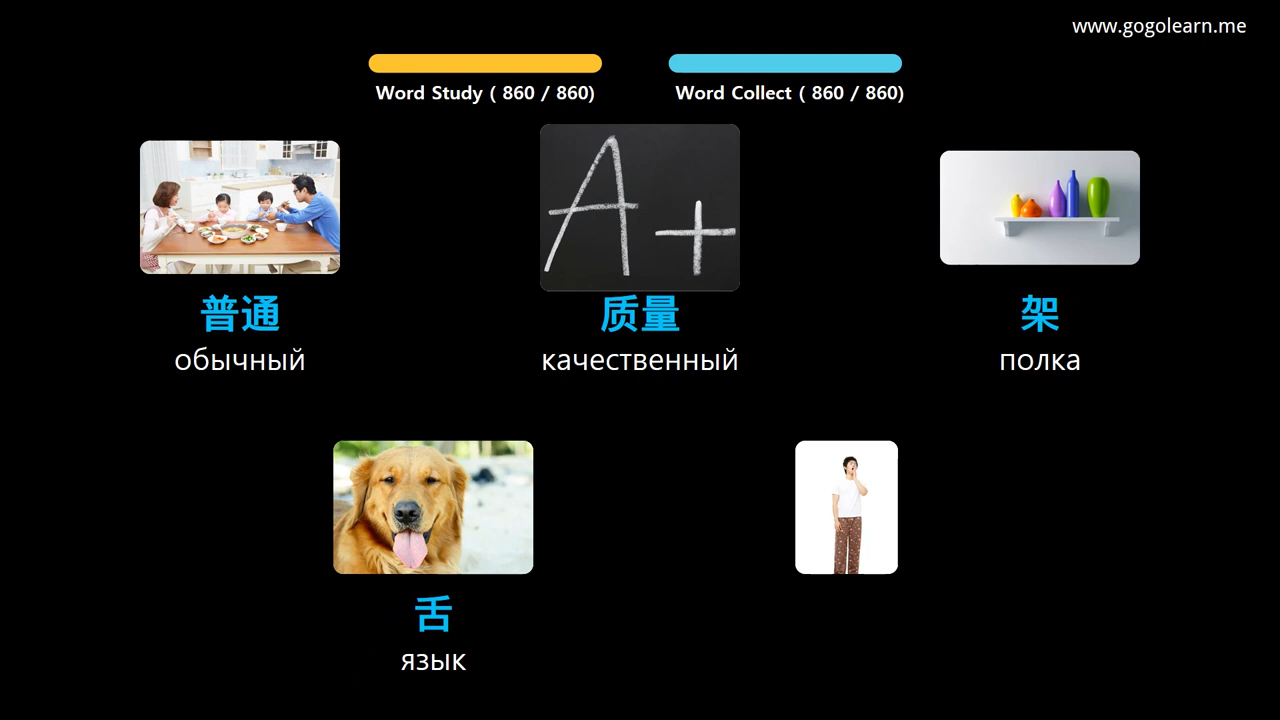 www.gogolearn.me
Word Study ( 860 / 860)
Word Collect ( 860 / 860)
A+
普通
обычный
质量
качественный
架
полка
舌
язык